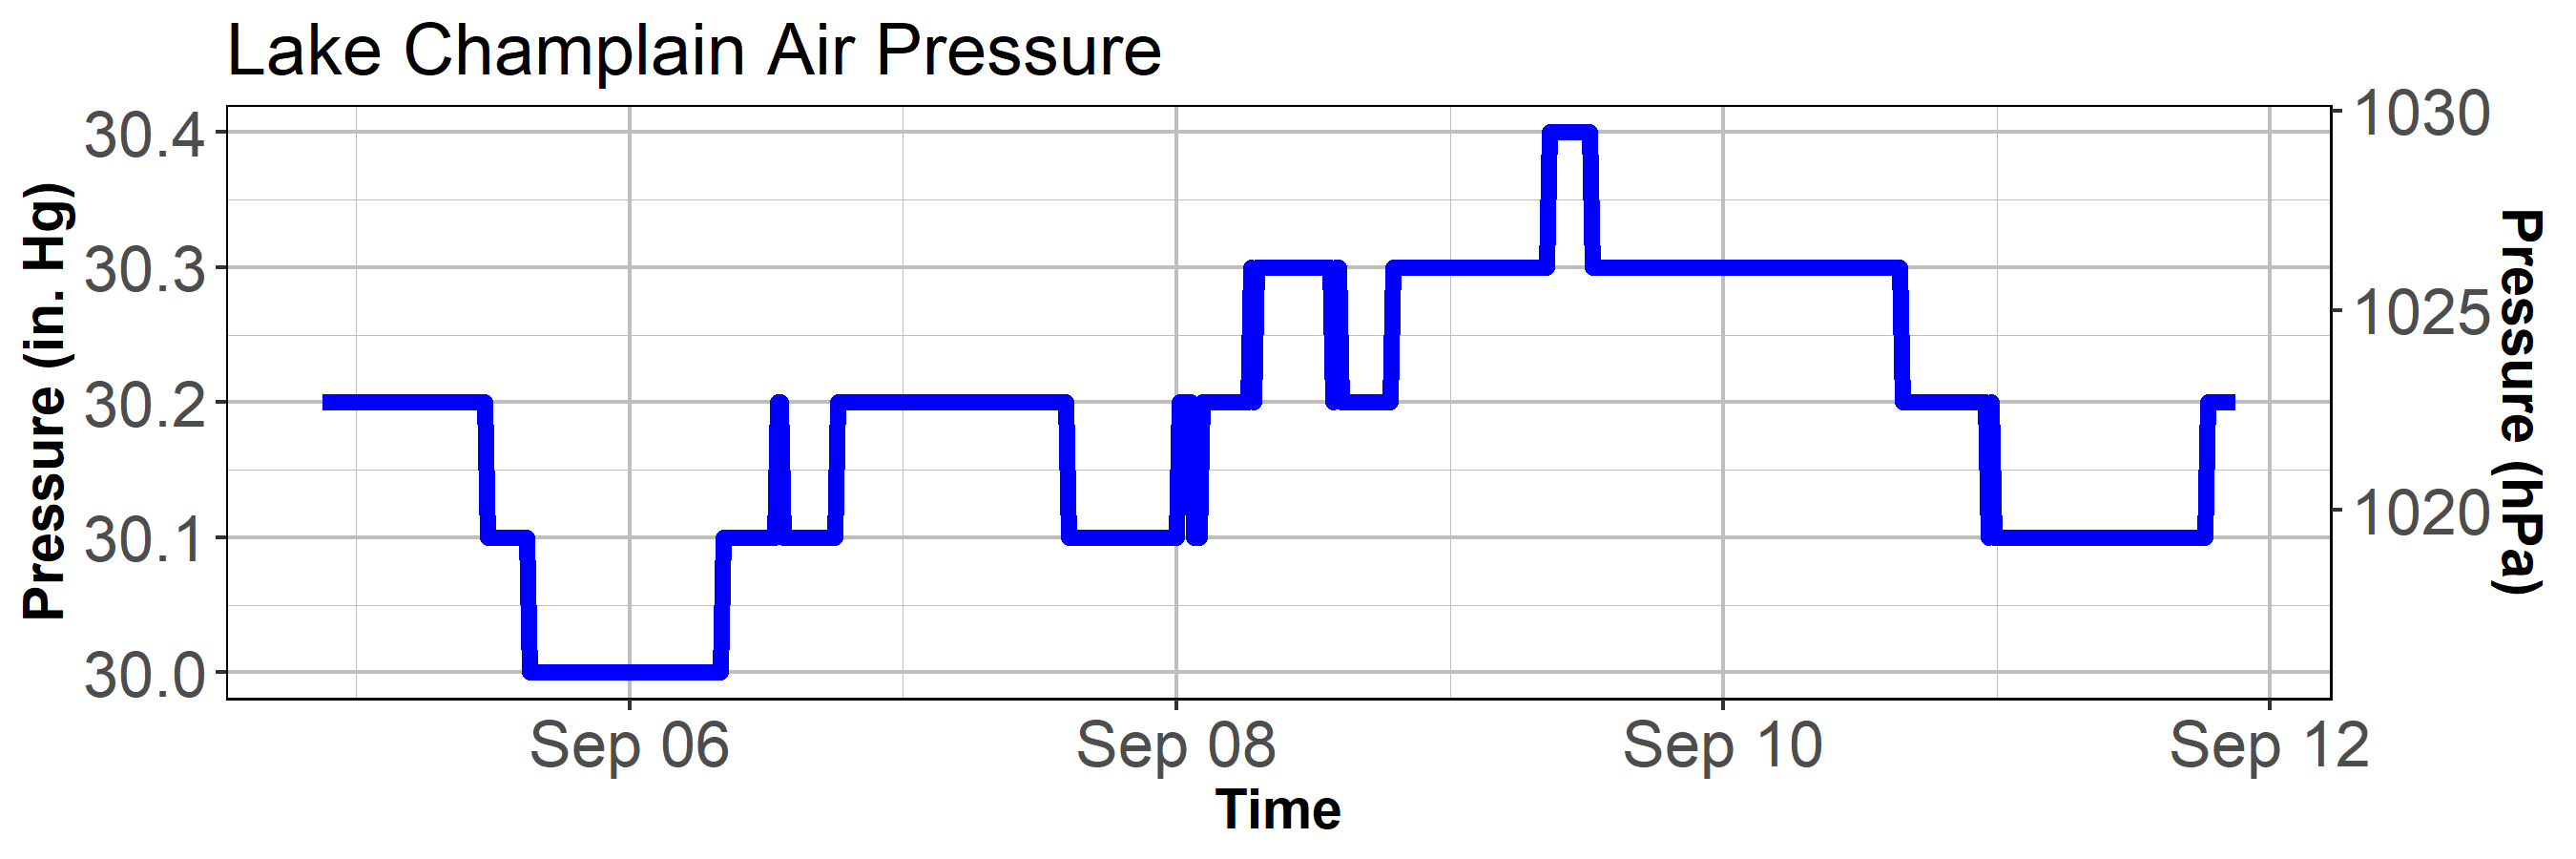 Lake Champlain Air Pressure
30.4
30.3
30.2
30.1
30.0
Pressure (in. Hg)
1030
1025
1020
Pressure (hPa)
Sep 06
Sep 08
Sep 10
Sep 12
Time